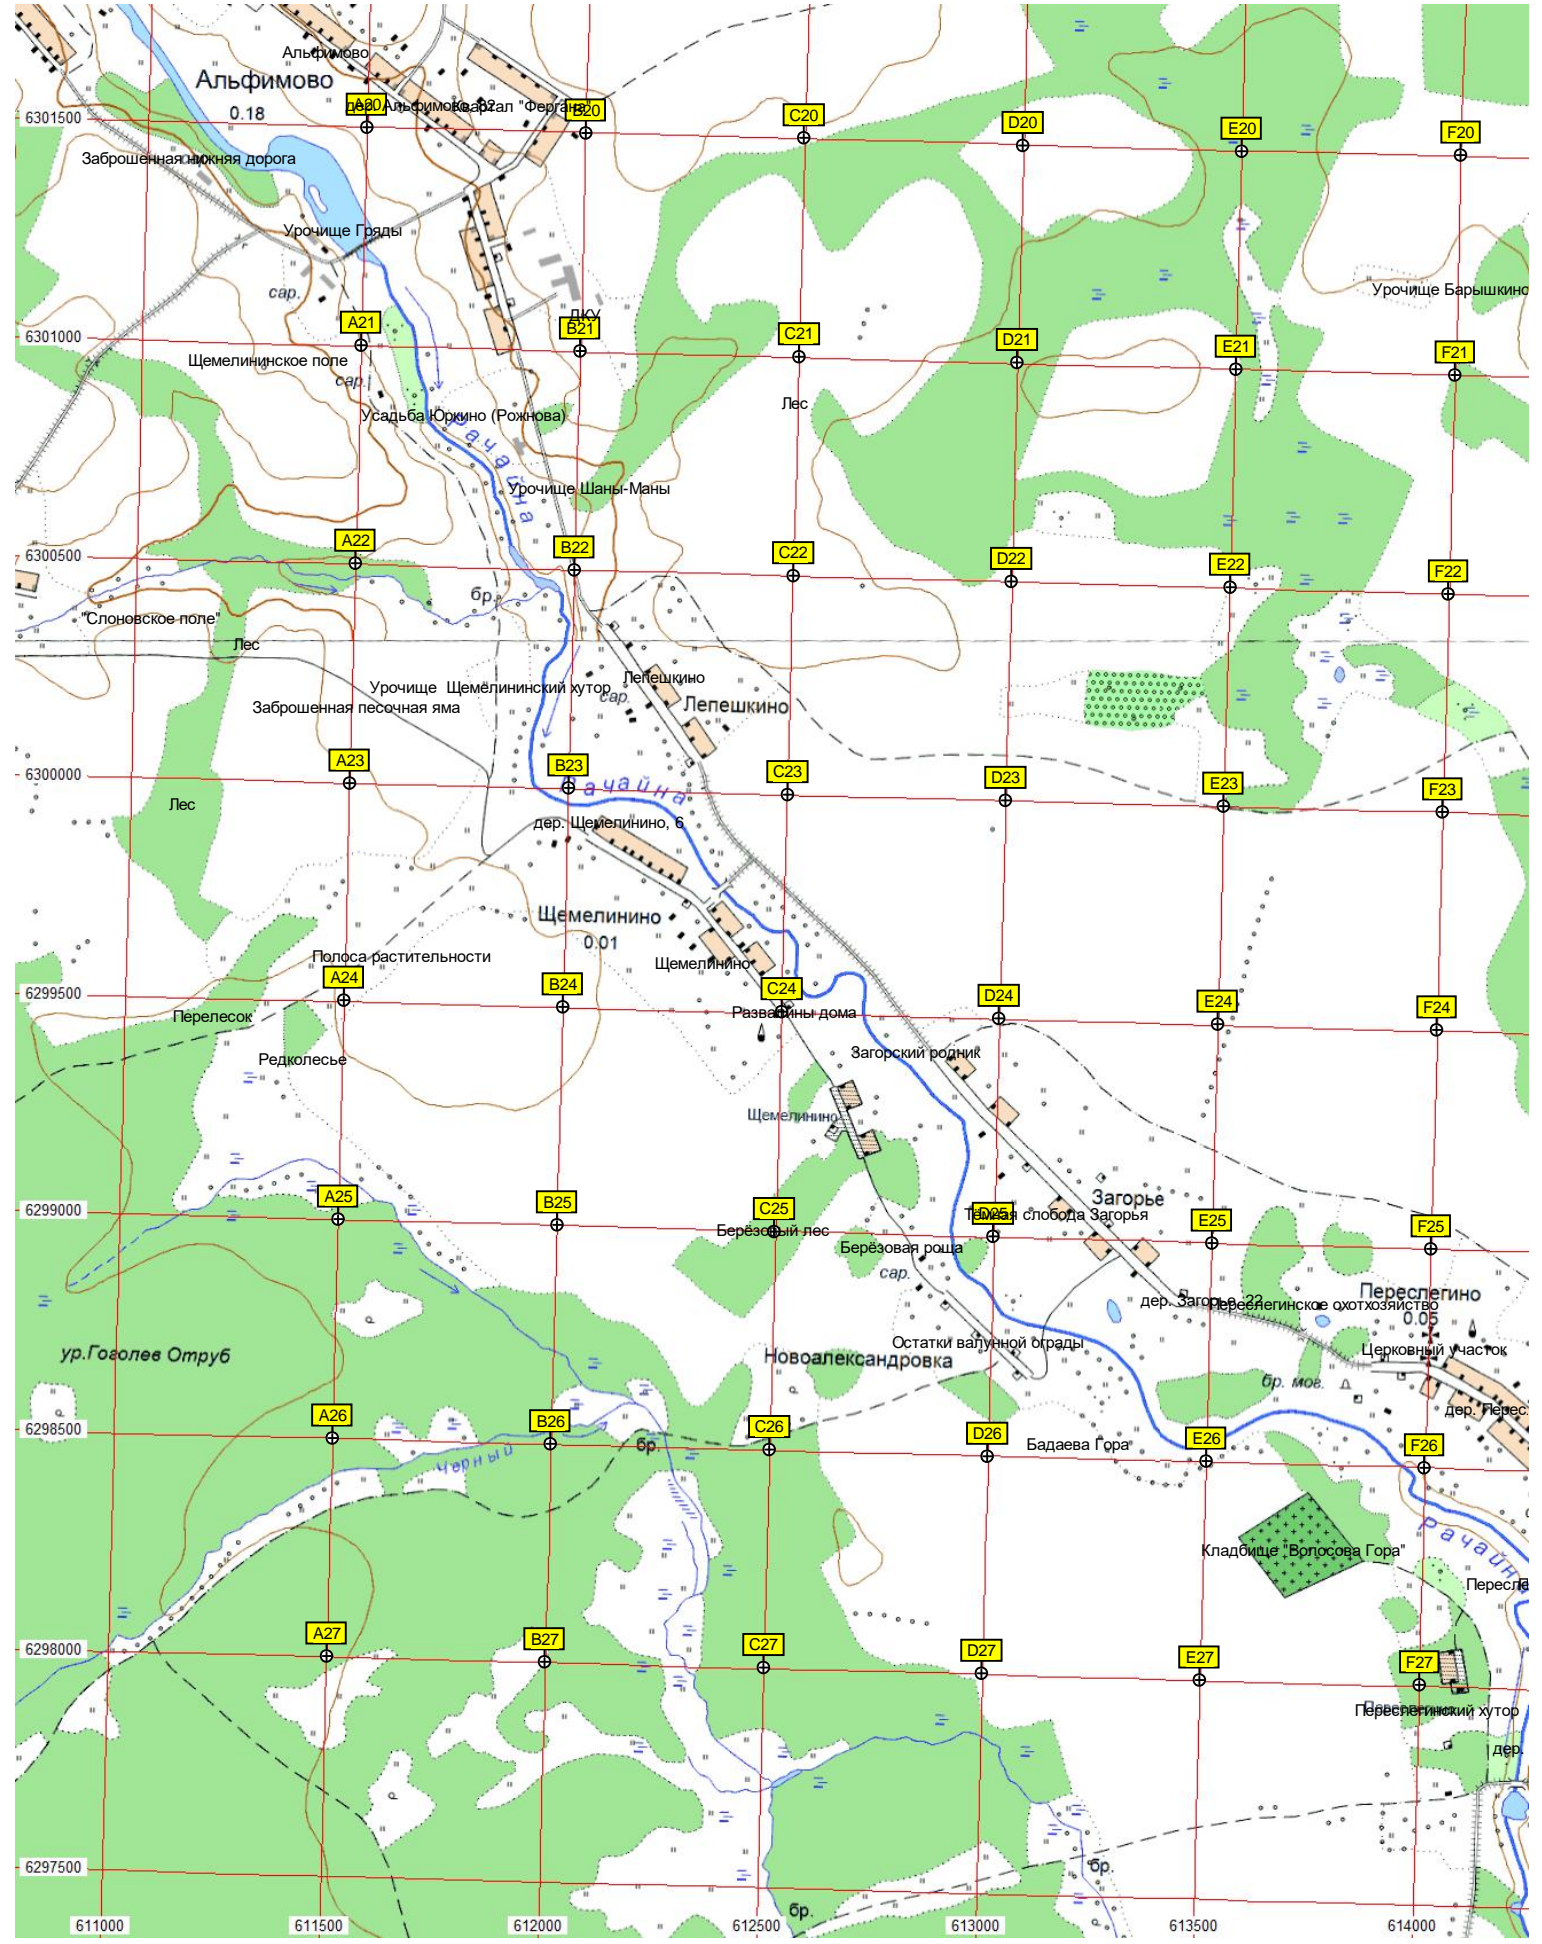 Альфимово
Альфимово
0.18
Квартал "Фергана"
A20
B20
C20
D20
E20
F20
6301500
Заброшенная нижняя дорога
Урочище Гряды
сар.
Урочище Барышкино
ДКУ
A21
B21
C21
D21
E21
F21
6301000
Щемелининское поле
сар.
Лес
Усадьба Юркино (Рожнова)
Рачайна
Урочище Шаны-Маны
A22
B22
C22
D22
E22
F22
6300500
бр.
"Слоновское поле"
Лес
Лепешкино
Урочище Щемелининский хутор
сар.
Лепешкино
Заброшенная песочная яма
A23
B23
C23
D23
E23
F23
6300000
Рачайна
Лес
дер. Щемелинино, 6
Щемелинино
0.01
Полоса растительности
Щемелинино
A24
B24
C24
D24
E24
F24
6299500
Развалины дома
Перелесок
Редколесье
Загорский родник
Щемелинино
Загорье
A25
B25
C25
D25
E25
F25
6299000
Тёмная слобода Загорья
Берёзовый лес
Берёзовая роща
сар.
Переслегино
0.05
дер. Загорье, 22
Переслегинское охотхозяйство
Остатки валунной ограды
Церковный участок
ур.Гоголев Отруб
Новоалександровка
бр. мог.
дер. Перес
A26
B26
C26
D26
E26
F26
6298500
бр.
Бадаева Гора
Черный
Рачайн
Кладбище "Волосова Гора"
A27
B27
C27
D27
E27
F27
6298000
Переслегинский хутор
дер.
6297500
бр.
бр.
611000
611500
612000
612500
613000
613500
614000